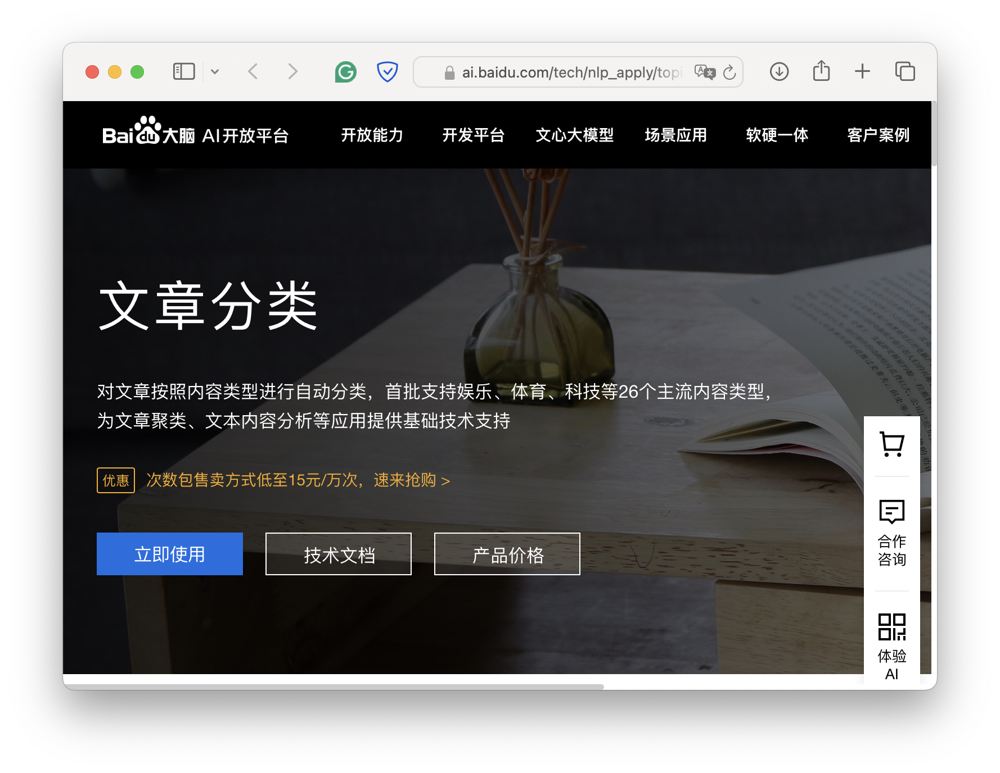 ai.baidu.com/tech/nlp_apply/topi
Baidu大脑 AI开放平台 开放能力 开发平台 文心大模型 场景应用 软硬一体 客户案例
文章分类
对文章按照内容类型进行自动分类，首批支持娱乐、体育、科技等26个主流内容类型，
为文章聚类、文本内容分析等应用提供基础技术支持
优惠 次数包售卖方式低至15元/万次，速来抢购 >
立即使用 技术文档 产品价格
合作
咨询
体验
AI